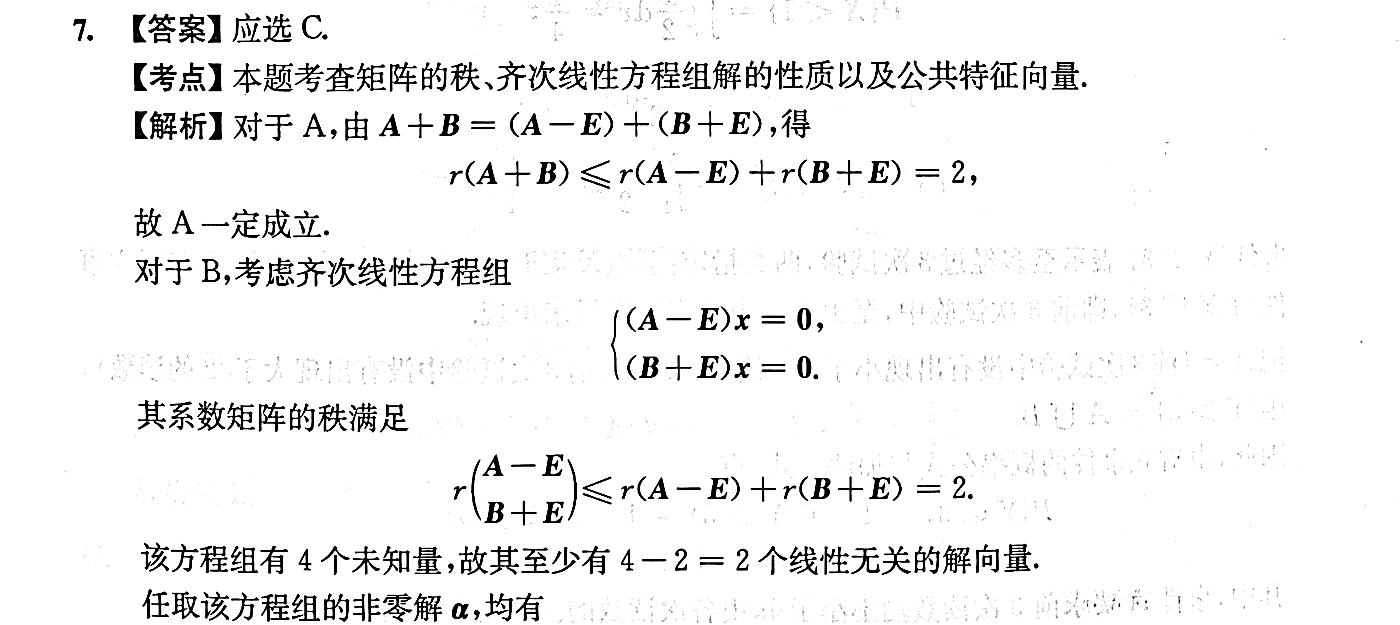 7. 【答案】应选 C.
【考点】本题考查矩阵的秩、齐次线性方程组解的性质以及公共特征向量.
【解析】对于 A,由 A+B = (A-E)+(B+E),得
r(A+B) ⩽ r(A-E)+r(B+E) = 2,
故 A 一定成立.
对于 B,考虑齐次线性方程组
{(A-E)x = 0,
(B+E)x = 0.
其系数矩阵的秩满足
r(A-E
B+E) ⩽ r(A-E)+r(B+E) = 2.
该方程组有 4 个未知量,故其至少有 4-2 = 2 个线性无关的解向量.
任取该方程组的非零解 α,均有